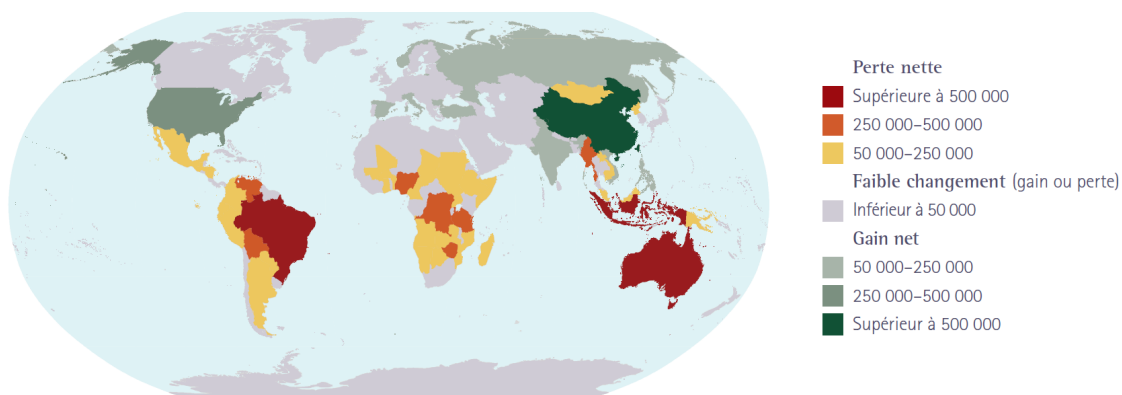 Perte nette
Supérieure à 500 000
250 000–500 000
50 000–250 000
Faible changement (gain ou perte)
Inférieur à 50 000
Gain net
50 000–250 000
250 000–500 000
Supérieur à 500 000